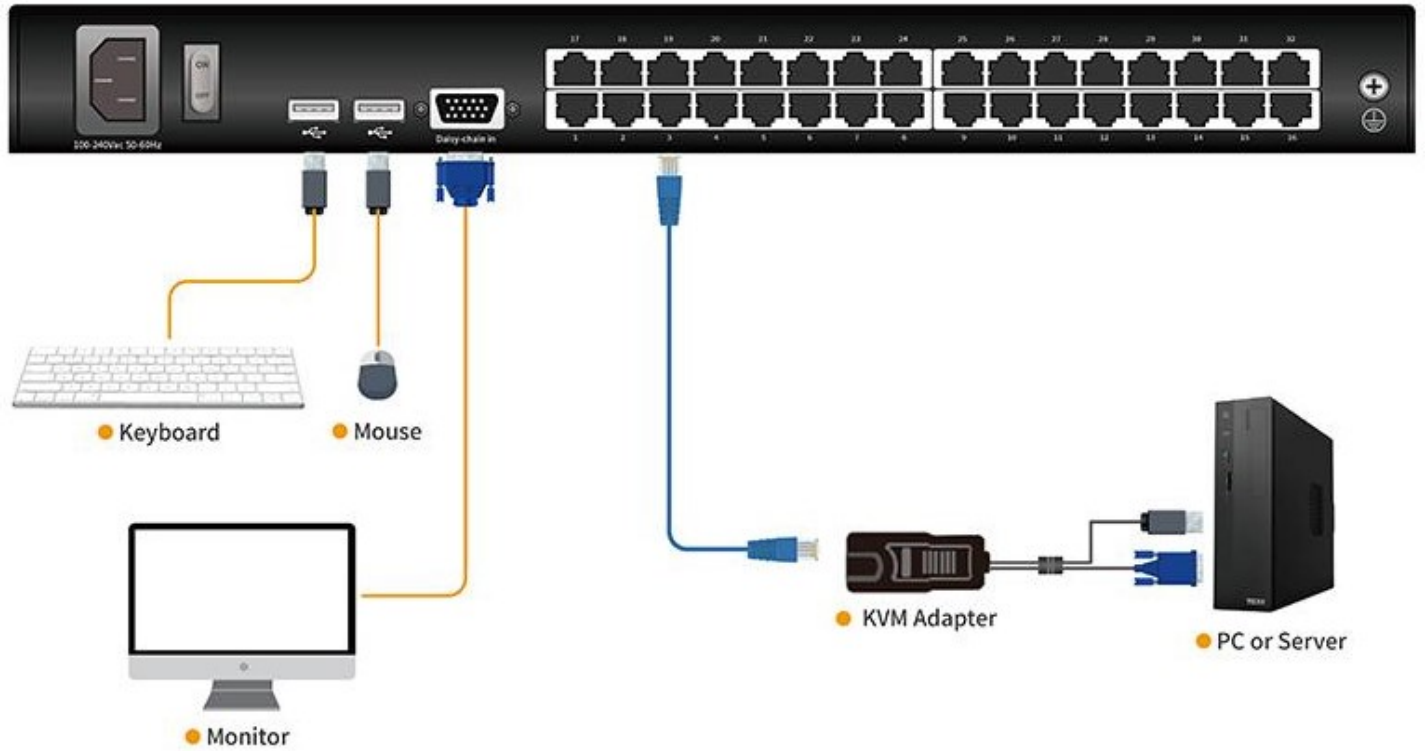 17 18 19 20 21 22 23 24 25 26 27 28 29 30 31 32
ON
OFF
Daisy-chain in
1 2 3 4 5 6 7 8 9 10 11 12 13 14 15 16
100-240Vac 50-60Hz
Keyboard
Mouse
KVM Adapter
PC or Server
Monitor